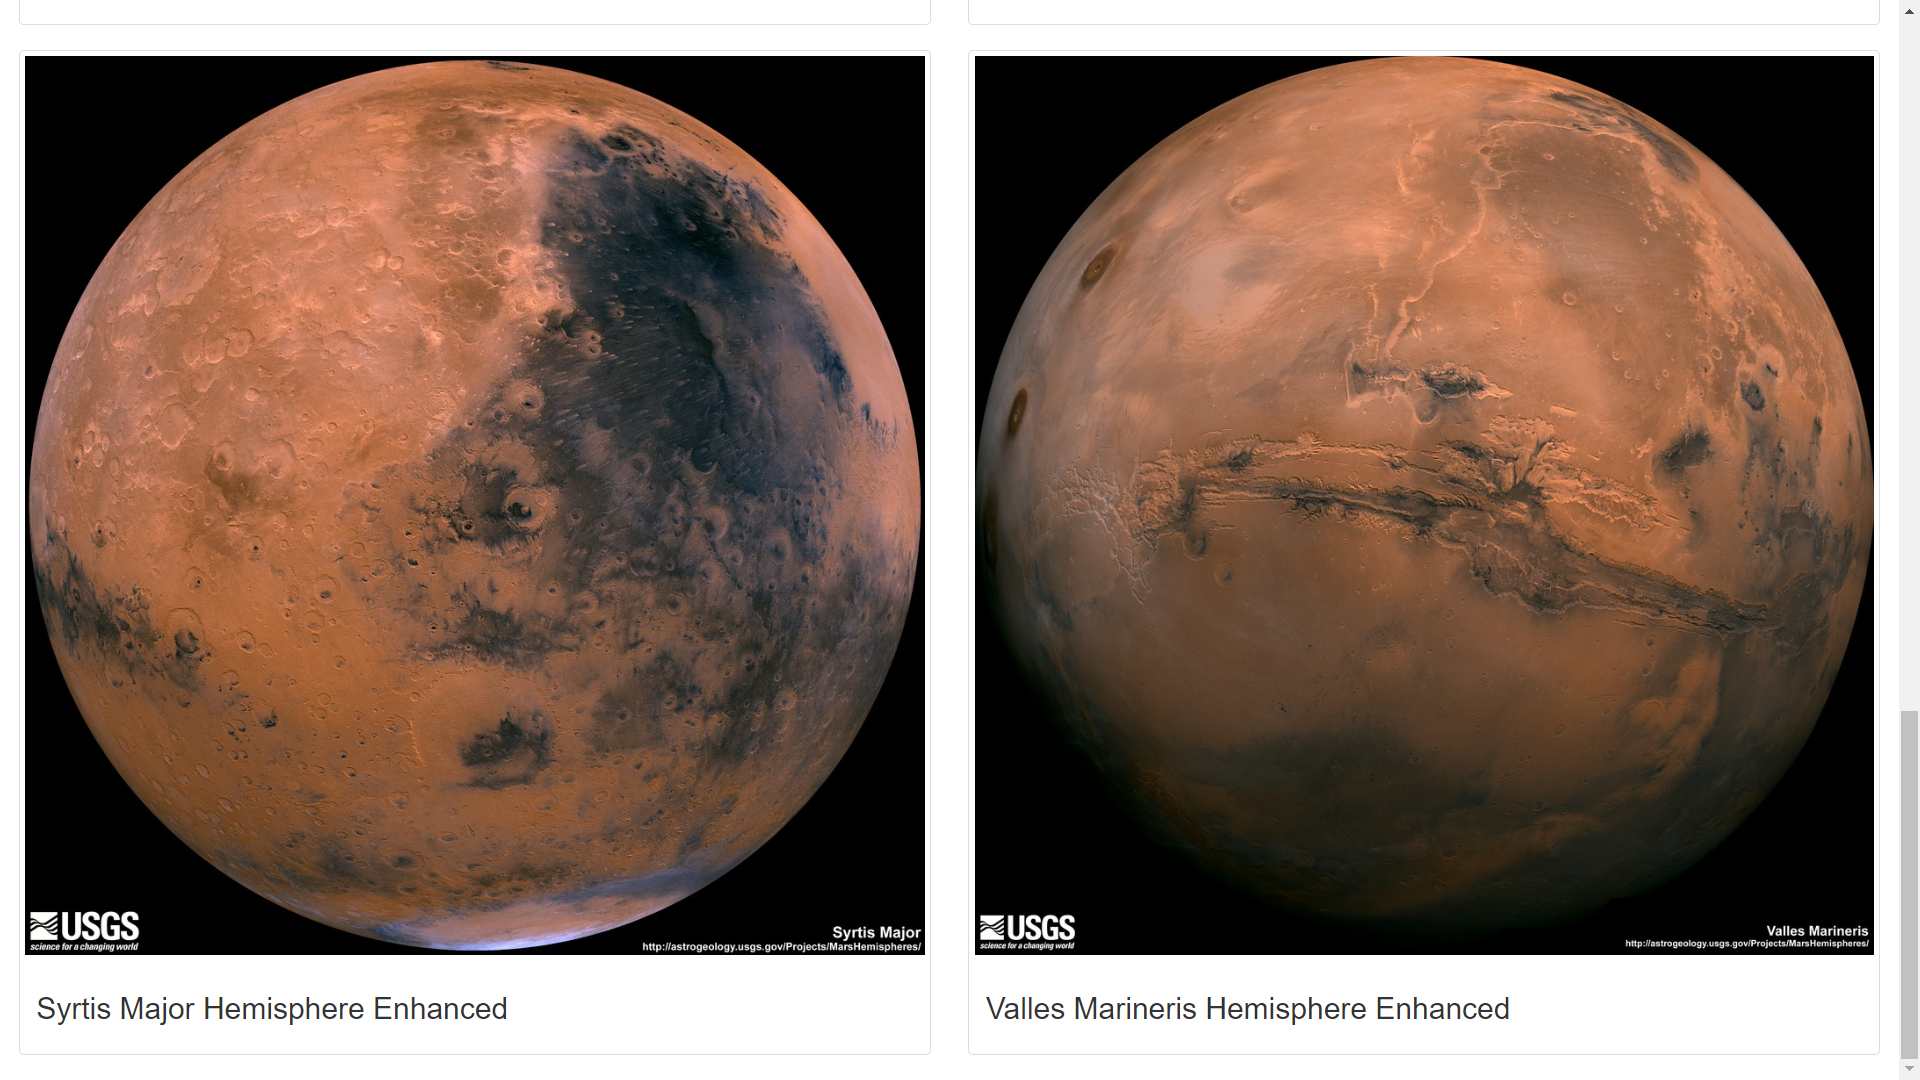 USGS
science for a changing world
Syrtis Major
http://astrogeology.usgs.gov/Projects/MarsHemispheres/
Syrtis Major Hemisphere Enhanced
USGS
science for a changing world
Valles Marineris
http://astrogeology.usgs.gov/Projects/MarsHemispheres/
Valles Marineris Hemisphere Enhanced